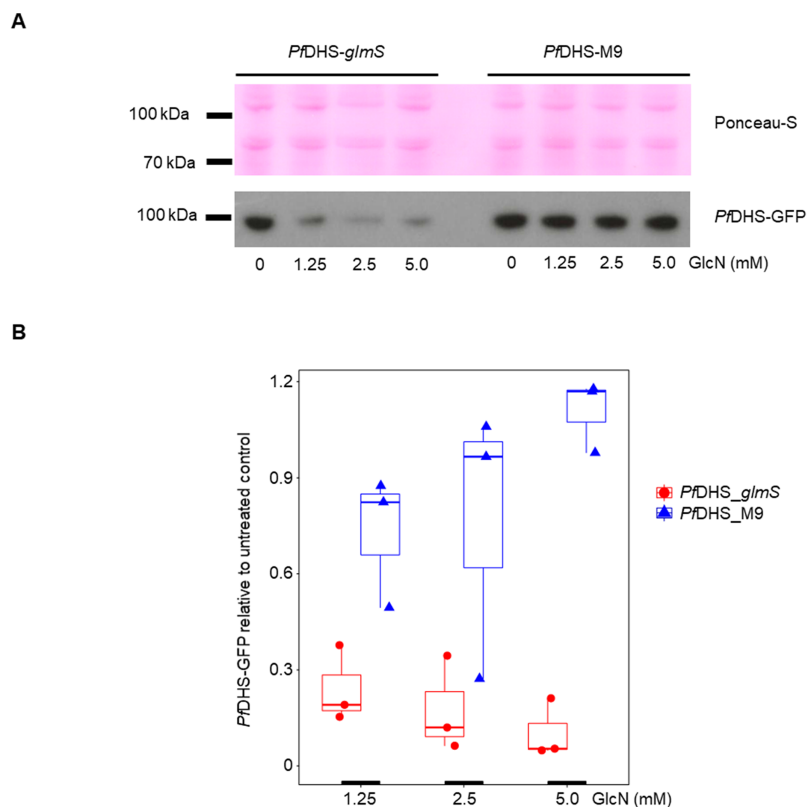 A
PfDHS-glmS PfDHS-M9
100 kDa
Ponceau-S
70 kDa
100 kDa
PfDHS-GFP
0 1.25 2.5 5.0 0 1.25 2.5 5.0 GlcN (mM)
B
PfDHS-GFP relative to untreated control
1.2
0.9
0.6
0.3
0
PfDHS_glmS
PfDHS_M9
1.25 2.5 5.0 GlcN (mM)